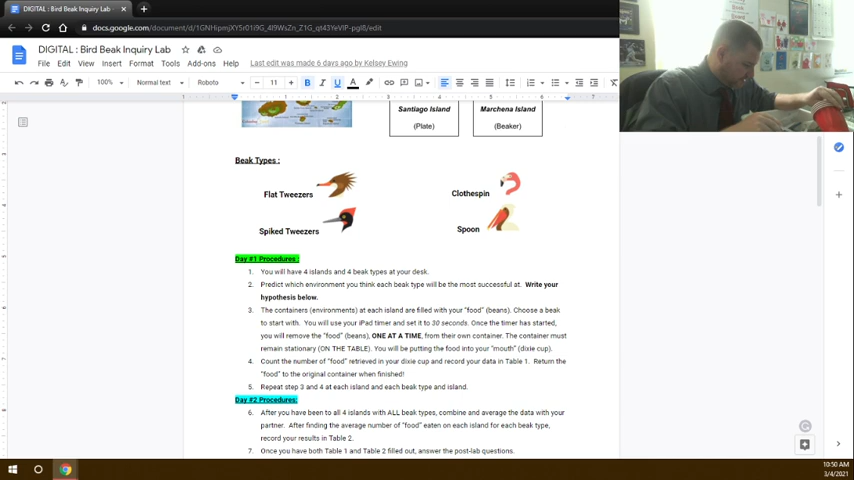 DIGITAL : Bird Beak Inquiry Lab
docs.google.com/document/d/1GNHipmjXY5r01i9G_4I9WsZn_Z1G_qt43YeVIP-pgI8/edit
DIGITAL : Bird Beak Inquiry Lab
File Edit View Insert Format Tools Add-ons Help Last edit was made 6 days ago by Kelsey Ewing
100% Normal text Roboto 11 B I U A
Santiago Island Marchena Island
(Plate) (Beaker)
Beak Types :
Flat Tweezers Clothespin
Spiked Tweezers Spoon
Day #1 Procedures :
1. You will have 4 islands and 4 beak types at your desk.
2. Predict which environment you think each beak type will be the most successful at. Write your
hypothesis below.
3. The containers (environments) at each island are filled with your “food” (beans). Choose a beak
to start with. You will use your iPad timer and set it to 30 seconds. Once the timer has started,
you will remove the “food” (beans), ONE AT A TIME, from their own container. The container must
remain stationary (ON THE TABLE). You will be putting the food into your “mouth” (dixie cup).
4. Count the number of “food” retrieved in your dixie cup and record your data in Table 1. Return the
“food” to the original container when finished!
5. Repeat step 3 and 4 at each island and each beak type and island.
Day #2 Procedures:
6. After you have been to all 4 islands with ALL beak types, combine and average the data with your
partner. After finding the average number of “food” eaten on each island for each beak type,
record your results in Table 2.
7. Once you have both Table 1 and Table 2 filled out, answer the post-lab questions.
10:50 AM
3/4/2021